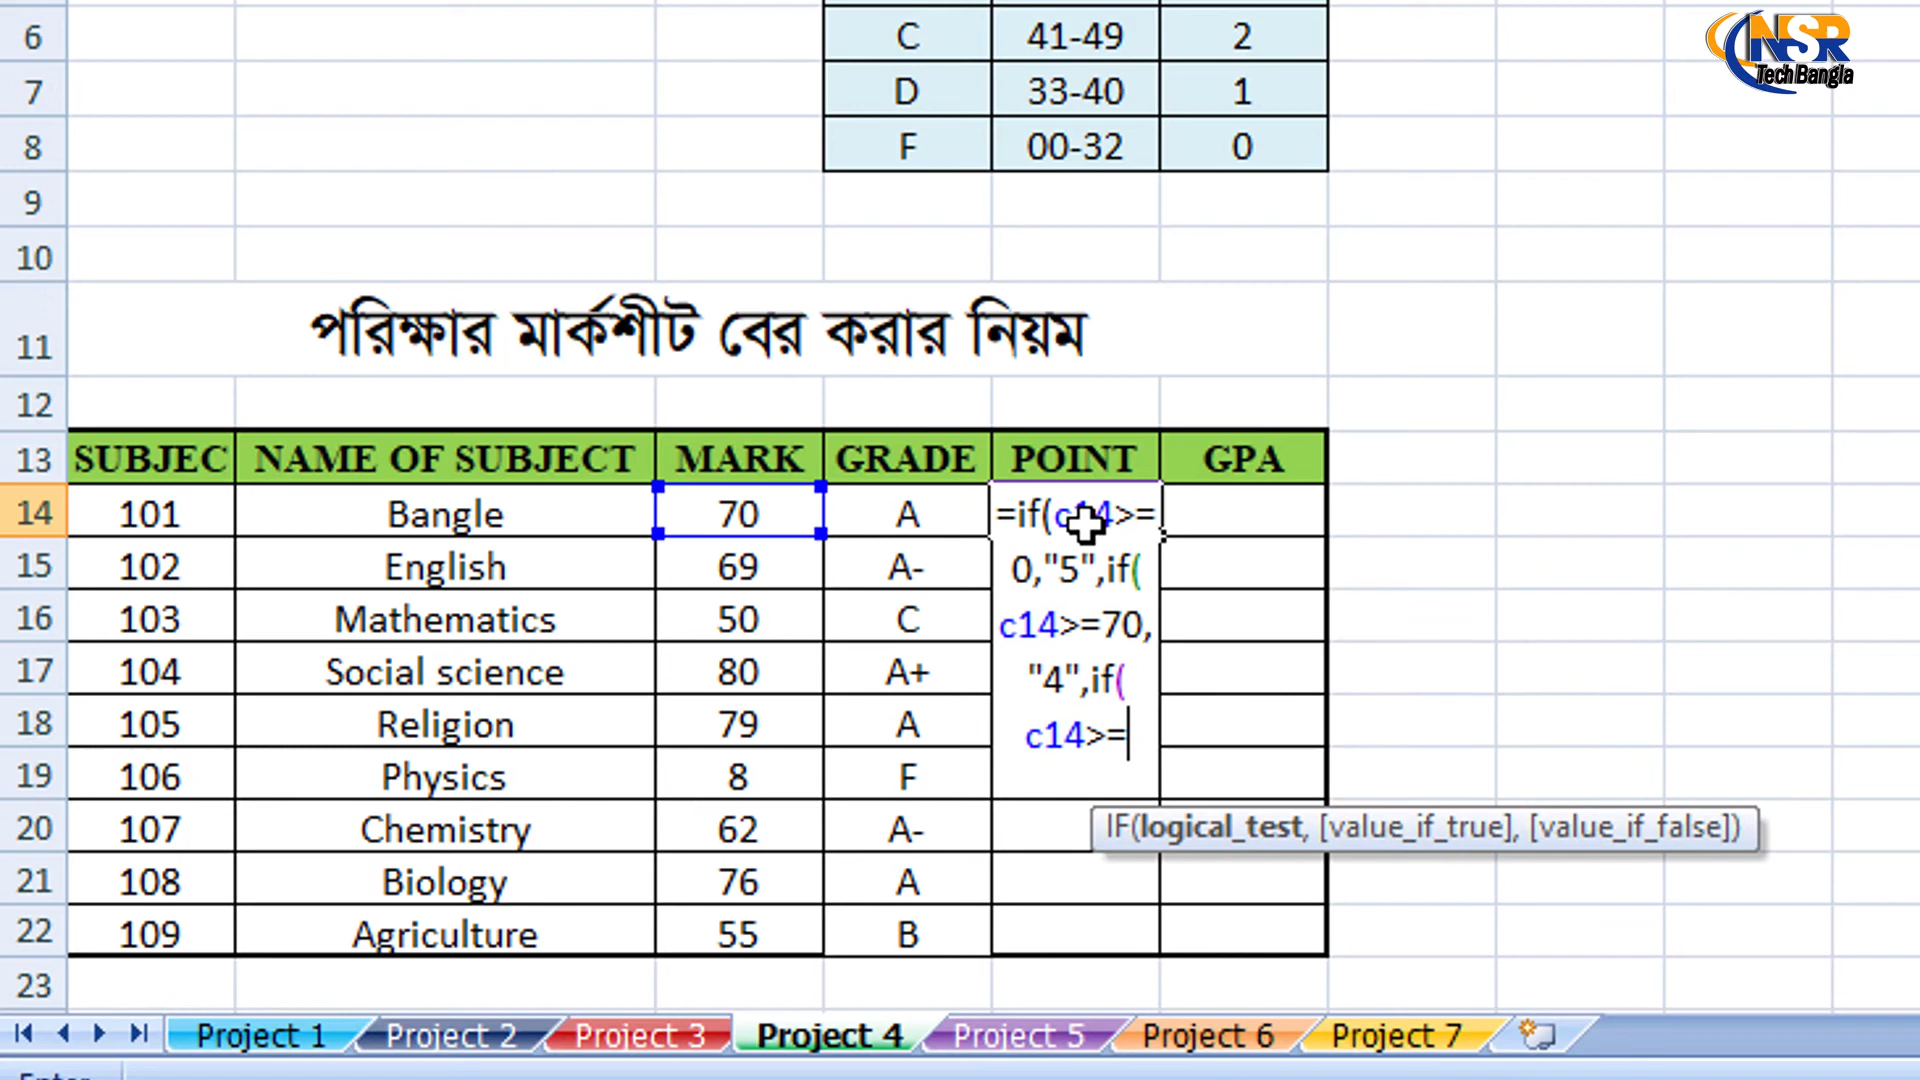 NSR
TechBangla
6 C 41-49 2
7 D 33-40 1
8 F 00-32 0
9
10
11 পরিক্ষার মার্কশীট বের করার নিয়ম
12
13 SUBJEC NAME OF SUBJECT MARK GRADE POINT GPA
14 101 Bangle 70 A =if(c14>=
15 102 English 69 A- 0,"5",if(
16 103 Mathematics 50 C c14>=70,
17 104 Social science 80 A+ "4",if(
18 105 Religion 79 A c14>=
19 106 Physics 8 F
20 107 Chemistry 62 A- IF(logical_test, [value_if_true], [value_if_false])
21 108 Biology 76 A
22 109 Agriculture 55 B
23
Project 1 Project 2 Project 3 Project 4 Project 5 Project 6 Project 7